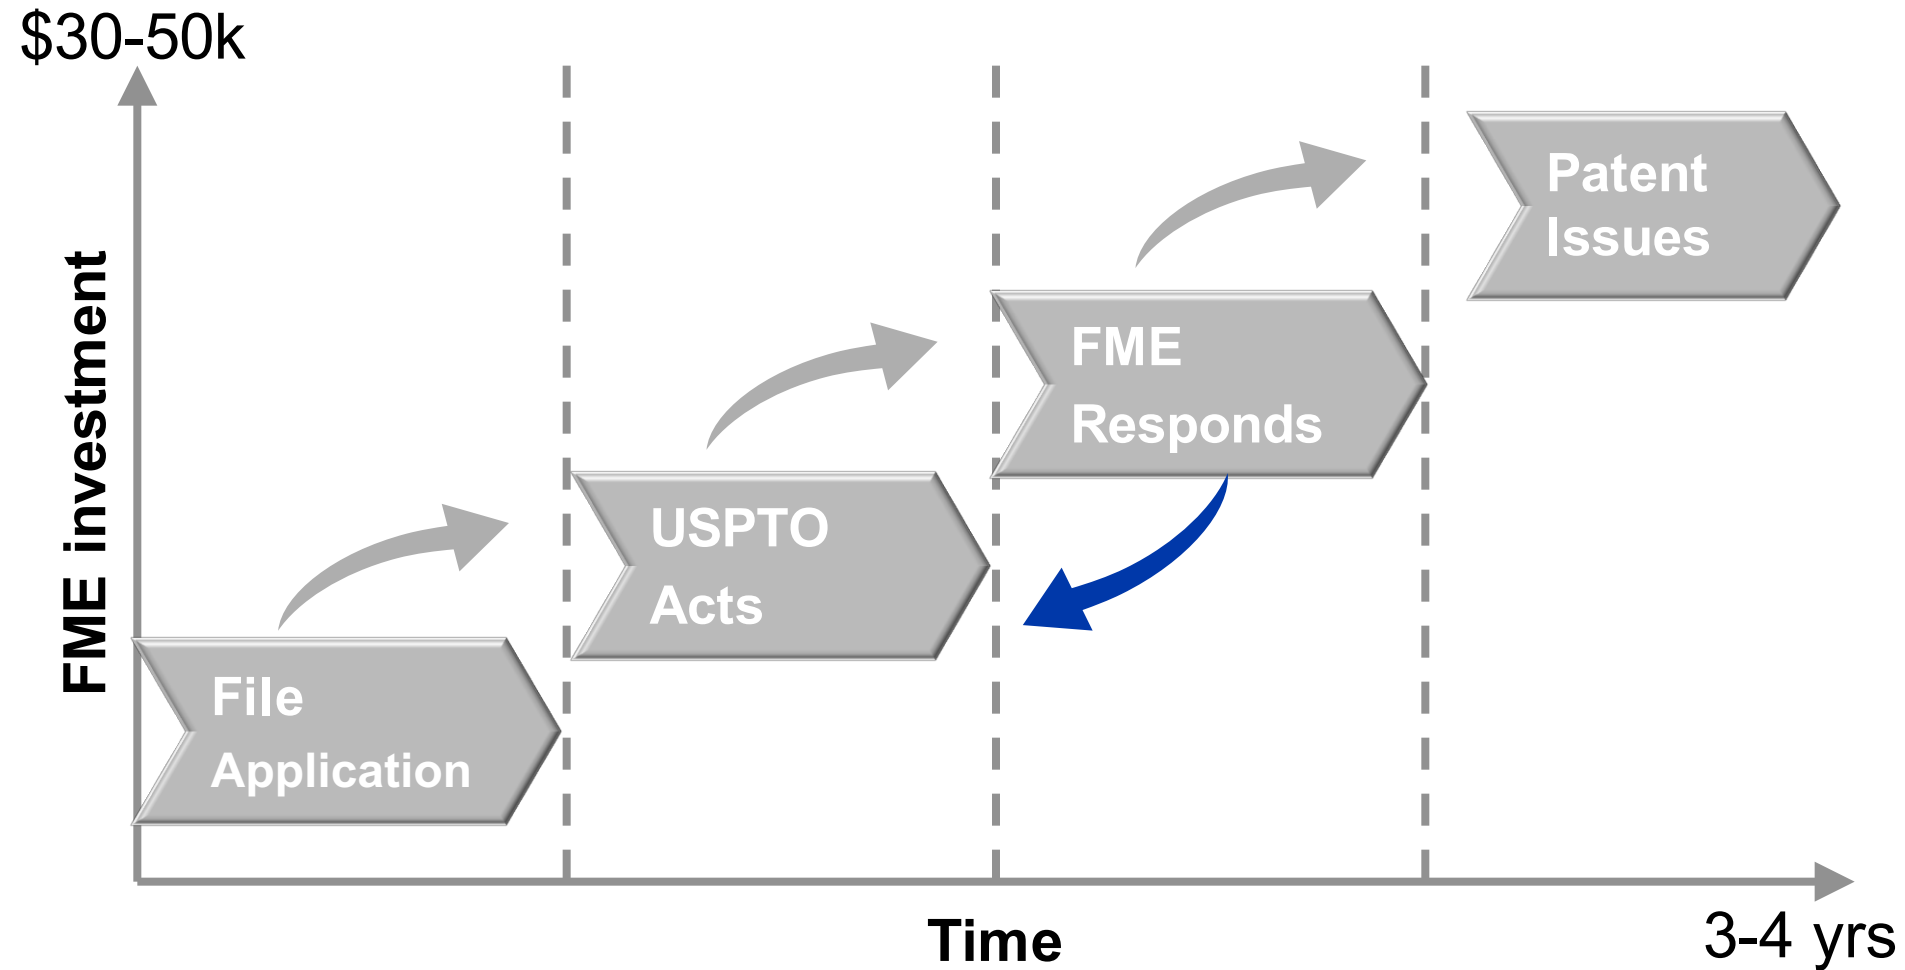 $30-50k
FME investment
File
Application
USPTO
Acts
FME
Responds
Patent
Issues
Time
3-4 yrs